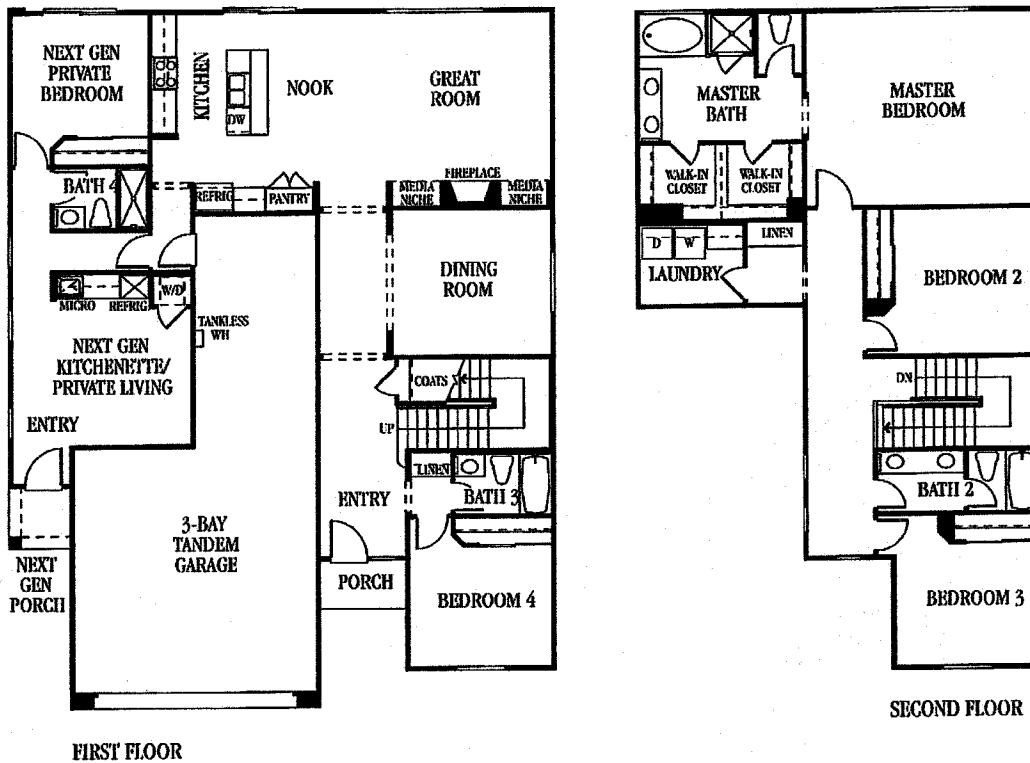 NEXT GEN
PRIVATE
BEDROOM
KITCHEN
DW
NOOK
GREAT
ROOM
BATH 4
REFRIG
PANTRY
MEDIA
NICHE
FIREPLACE
MEDIA
NICHE
DINING
ROOM
MICRO
REFRIG
W/D
TANKLESS
WH
NEXT GEN
KITCHENETTE/
PRIVATE LIVING
ENTRY
COATS
UP
LINEN
BATH 3
ENTRY
3-BAY
TANDEM
GARAGE
NEXT
GEN
PORCH
PORCH
BEDROOM 4
FIRST FLOOR
MASTER
BATH
MASTER
BEDROOM
WALK-IN
CLOSET
WALK-IN
CLOSET
D
W
LINEN
LAUNDRY
BEDROOM 2
DN
BATH 2
BEDROOM 3
SECOND FLOOR